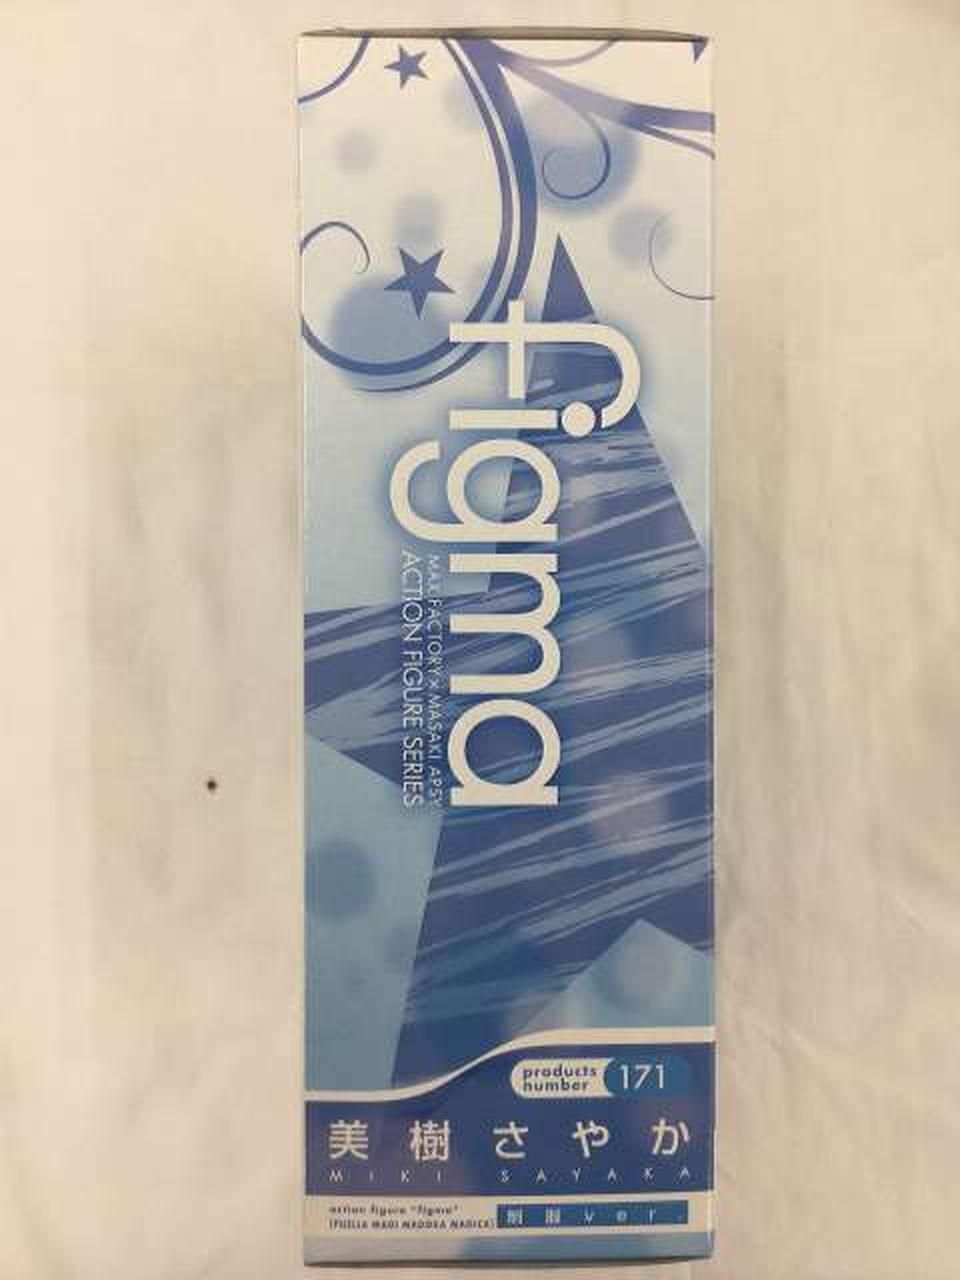 figma
MAX FACTORY × MASAKI APSY
ACTION FIGURE SERIES
products
number
171
美樹さやか
MIKI SAYAKA
action figure "figma"
[PUELLA MAGI MADOKA MAGICA]
制服ver.